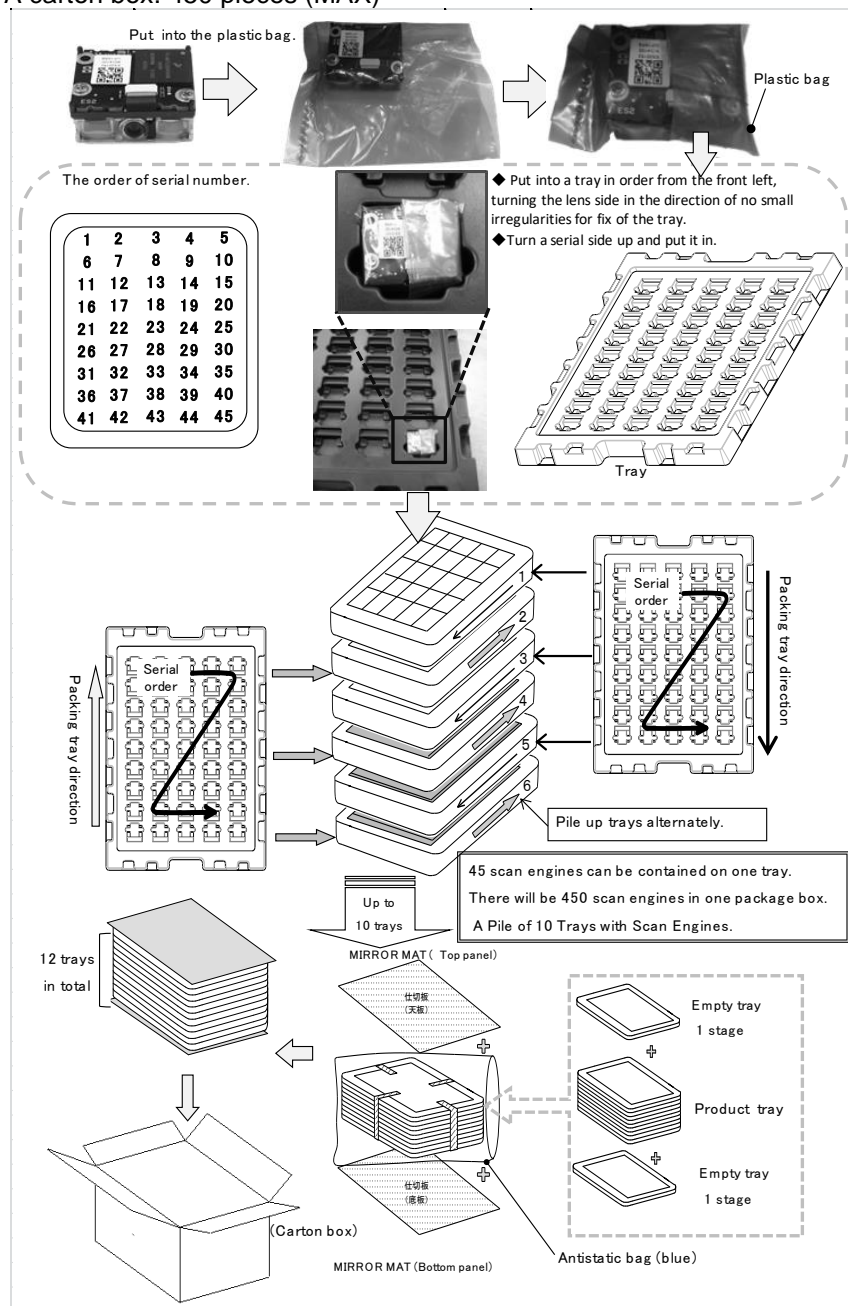 A carton box: 450 pieces (MAX)
Put into the plastic bag.
Plastic bag
The order of serial number.
◆ Put into a tray in order from the front left,
turning the lens side in the direction of no small
irregularities for fix of the tray.
◆Turn a serial side up and put it in.
1 2 3 4 5
6 7 8 9 10
11 12 13 14 15
16 17 18 19 20
21 22 23 24 25
26 27 28 29 30
31 32 33 34 35
36 37 38 39 40
41 42 43 44 45
Tray
Packing tray direction
Serial
order
1
2
3
4
5
6
Serial
order
Packing tray direction
Pile up trays alternately.
45 scan engines can be contained on one tray.
There will be 450 scan engines in one package box.
A Pile of 10 Trays with Scan Engines.
Up to
10 trays
12 trays
in total
MIRROR MAT( Top panel)
仕切板
(天板)
Empty tray
1 stage
Product tray
Empty tray
1 stage
仕切板
(底板)
(Carton box)
MIRROR MAT(Bottom panel)
Antistatic bag (blue)